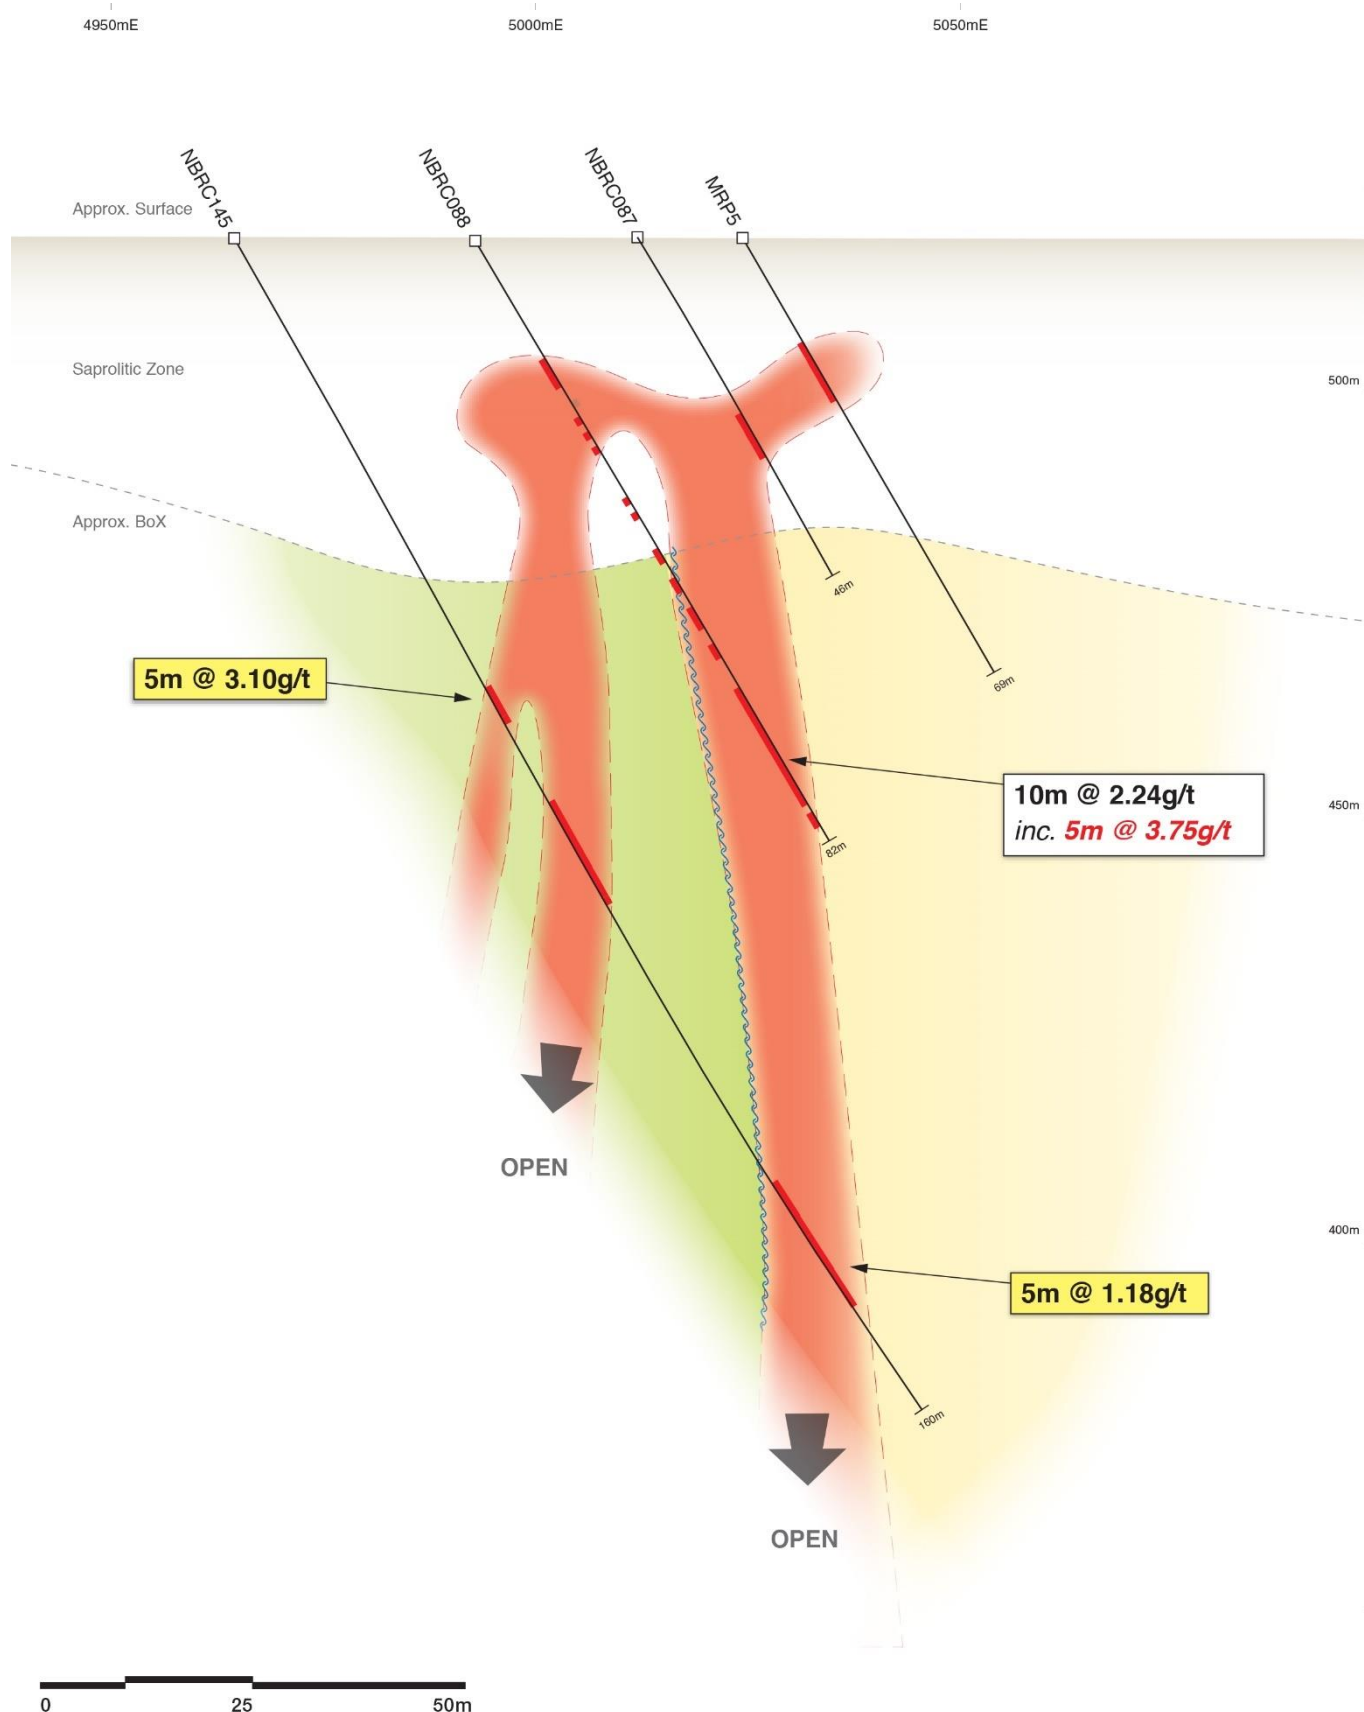 4950mE
5000mE
5050mE
NBRC145
NBRC088
NBRC087
MRP5
Approx. Surface
Saprolitic Zone
500m
Approx. BoX
46m
69m
5m @ 3.10g/t
10m @ 2.24g/t
inc. 5m @ 3.75g/t
450m
82m
OPEN
400m
5m @ 1.18g/t
160m
OPEN
0 25 50m